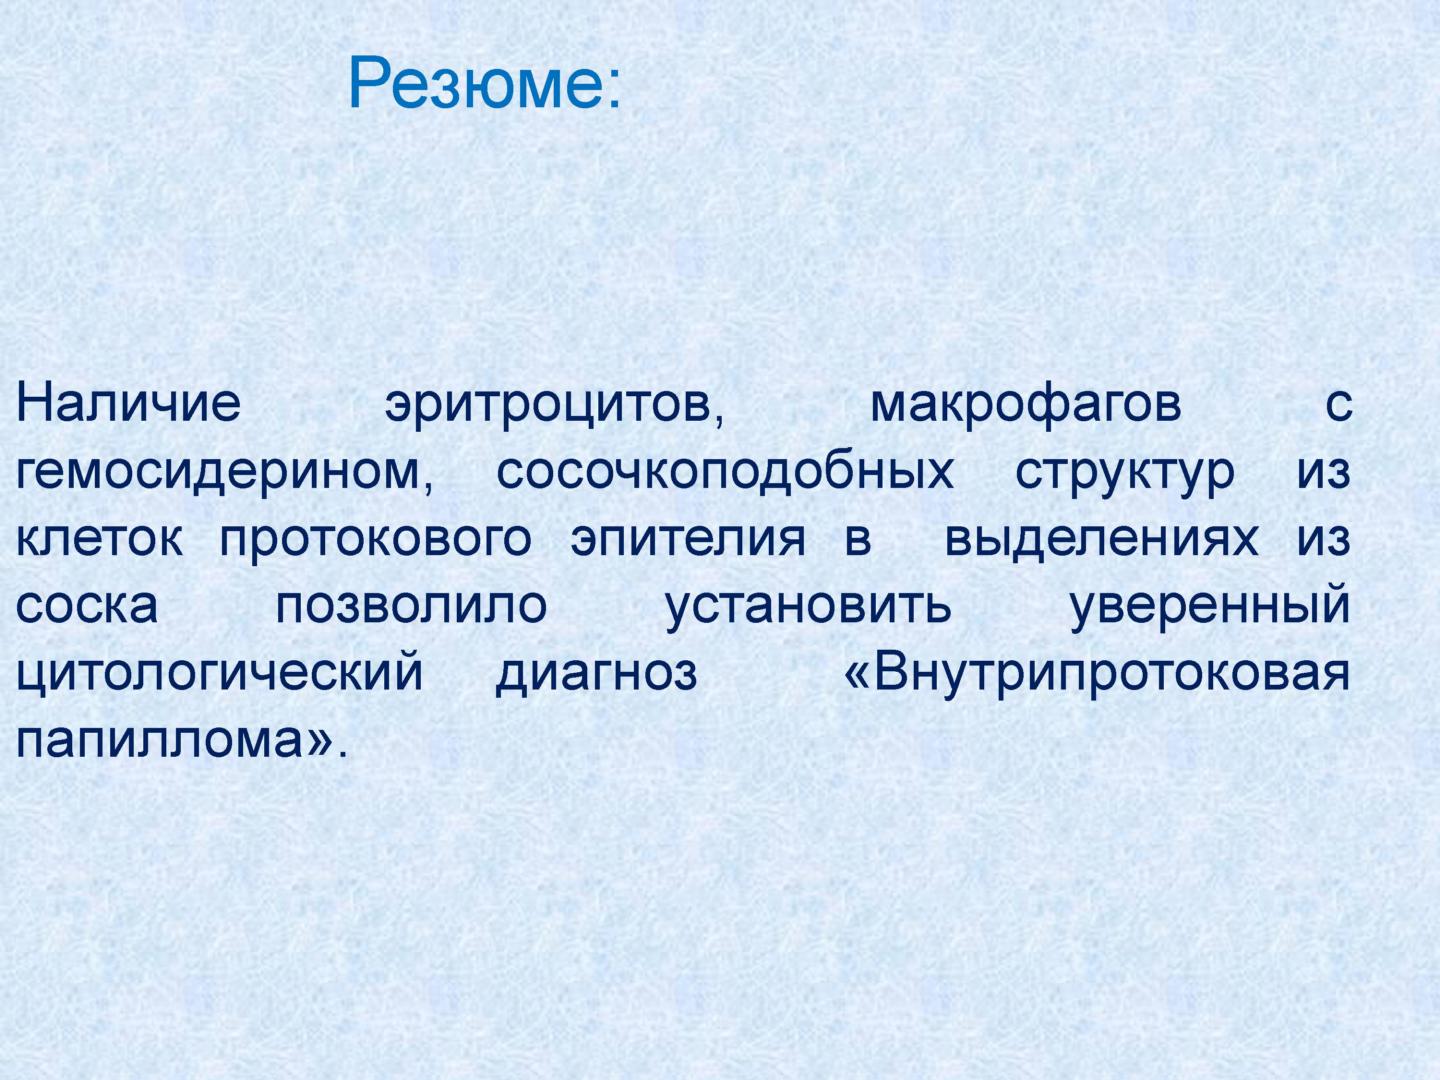 Резюме:
Наличие эритроцитов, макрофагов с
гемосидерином, сосочкоподобных структур из
клеток протокового эпителия в выделениях из
соска позволило установить уверенный
цитологический диагноз «Внутрипротоковая
папиллома».